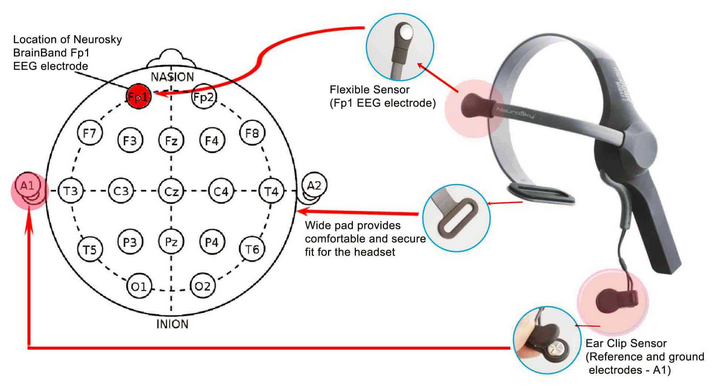 Location of Neurosky
BrainBand Fp1
EEG electrode
NASION
Fp1
Fp2
F7
F3
Fz
F4
F8
A1
T3
C3
Cz
C4
T4
A2
T5
P3
Pz
P4
T6
O1
O2
INION
Flexible Sensor
(Fp1 EEG electrode)
NeuroSky
Wide pad provides
comfortable and secure
fit for the headset
Ear Clip Sensor
(Reference and ground
electrodes - A1)